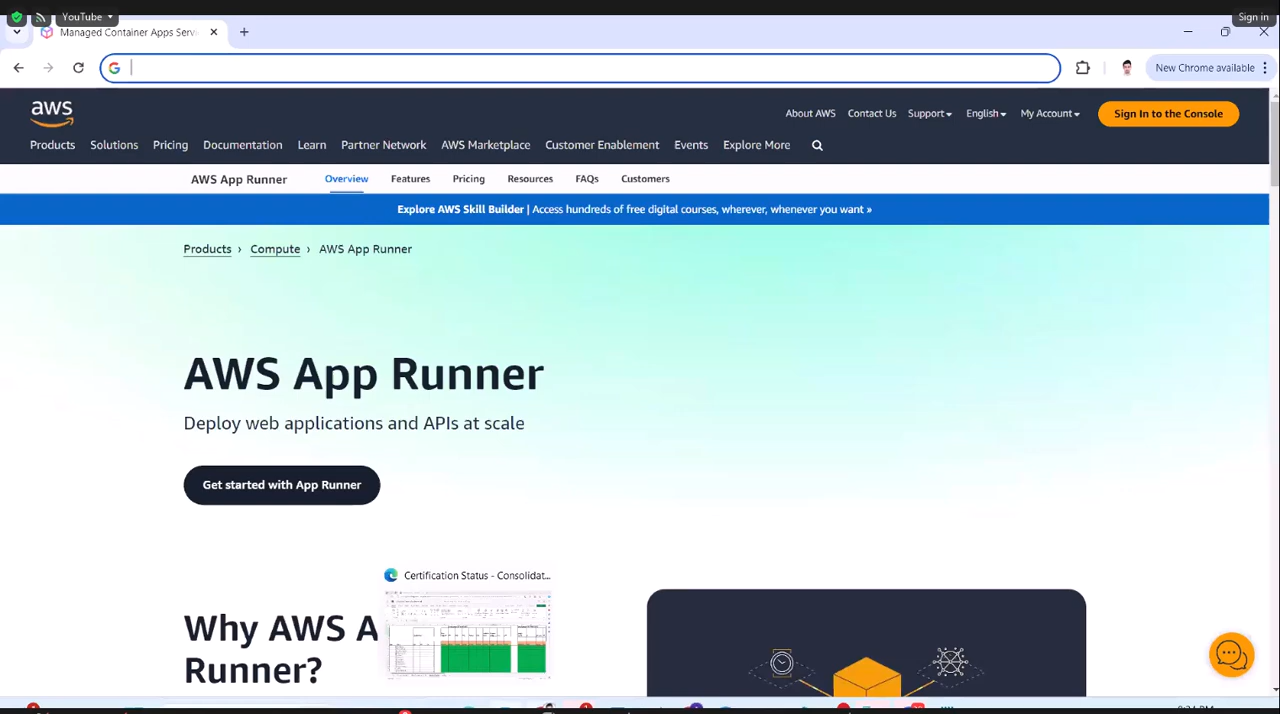 YouTube
Sign in
Managed Container Apps Servi
New Chrome available
aws
About AWS Contact Us Support English My Account Sign In to the Console
Products Solutions Pricing Documentation Learn Partner Network AWS Marketplace Customer Enablement Events Explore More
AWS App Runner Overview Features Pricing Resources FAQs Customers
Explore AWS Skill Builder | Access hundreds of free digital courses, wherever, whenever you want »
Products › Compute › AWS App Runner
AWS App Runner
Deploy web applications and APIs at scale
Get started with App Runner
Certification Status - Consolidat...
Why AWS A
Runner?